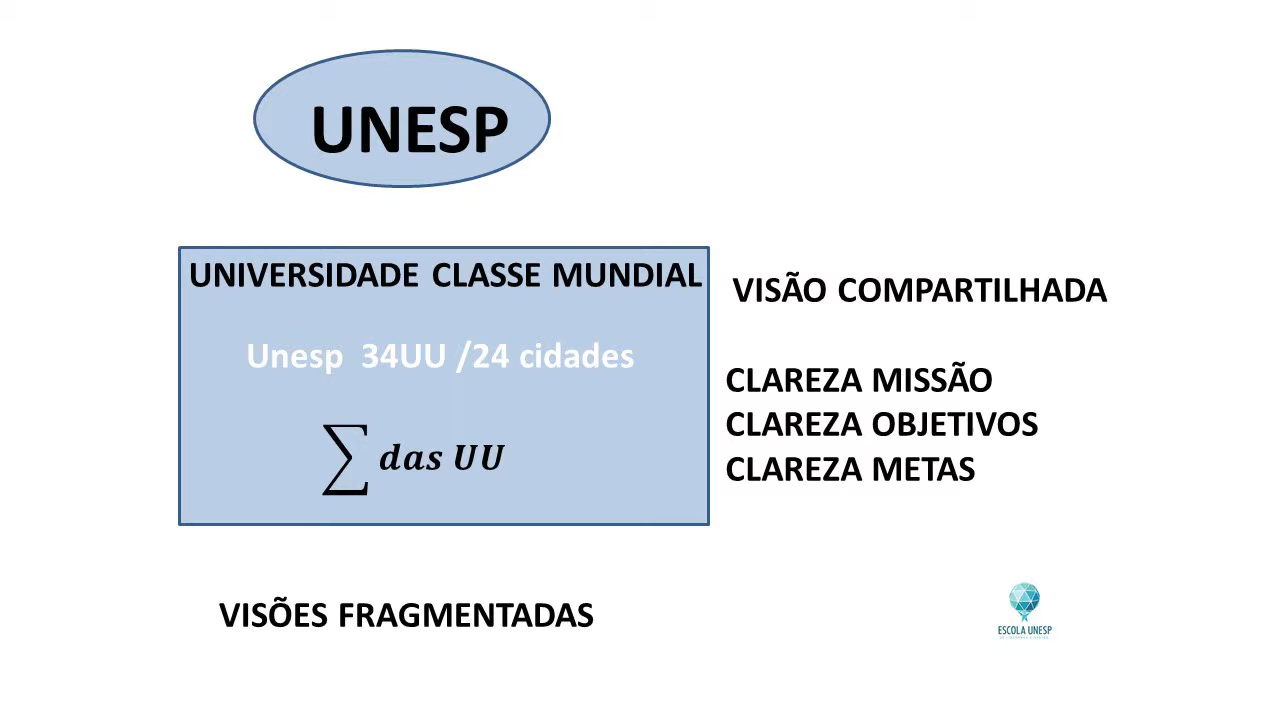 UNESP
UNIVERSIDADE CLASSE MUNDIAL
Unesp 34UU /24 cidades
∑ das UU
VISÃO COMPARTILHADA
CLAREZA MISSÃO
CLAREZA OBJETIVOS
CLAREZA METAS
VISÕES FRAGMENTADAS
ESCOLA UNESP